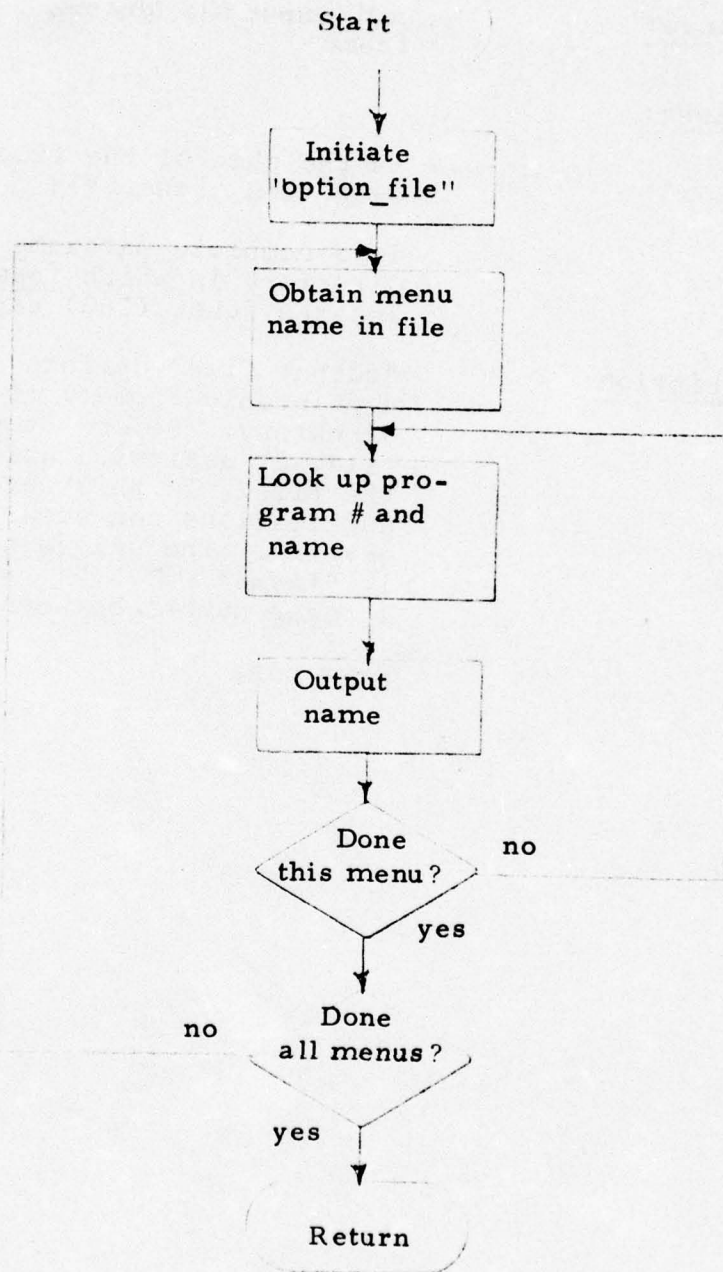 Start
Initiate
"option_file"
Obtain menu
name in file
Look up pro-
gram # and
name
Output
name
Done
this menu?
no
yes
Done
all menus?
no
yes
Return